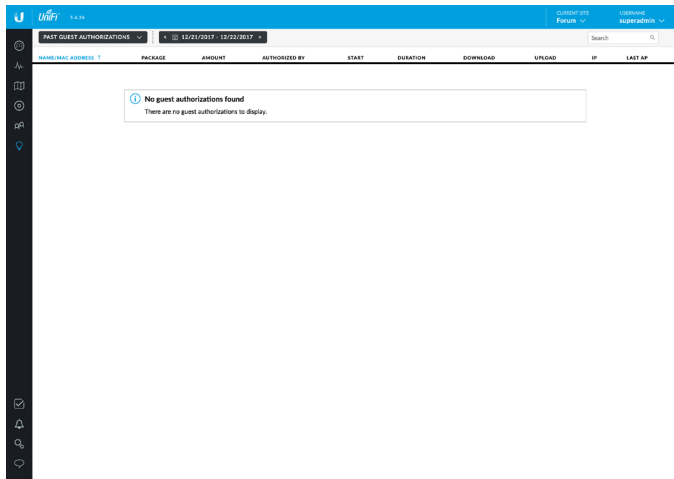 U UniFi 5.6.26 CURRENT SITE USERNAME
Forum superadmin
PAST GUEST AUTHORIZATIONS 12/21/2017 - 12/22/2017 Search
NAME/MAC ADDRESS PACKAGE AMOUNT AUTHORIZED BY START DURATION DOWNLOAD UPLOAD IP LAST AP
No guest authorizations found
There are no guest authorizations to display.